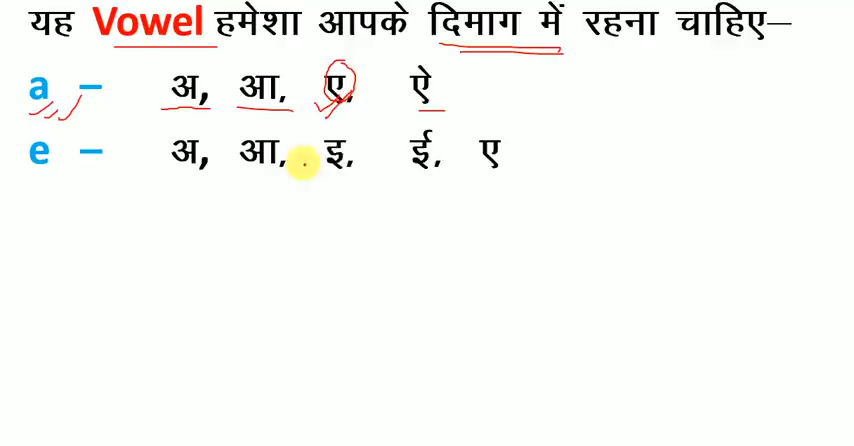 यह Vowel हमेशा आपके दिमाग में रहना चाहिए–
a – अ, आ, ए, ऐ
e – अ, आ, इ, ई, ए